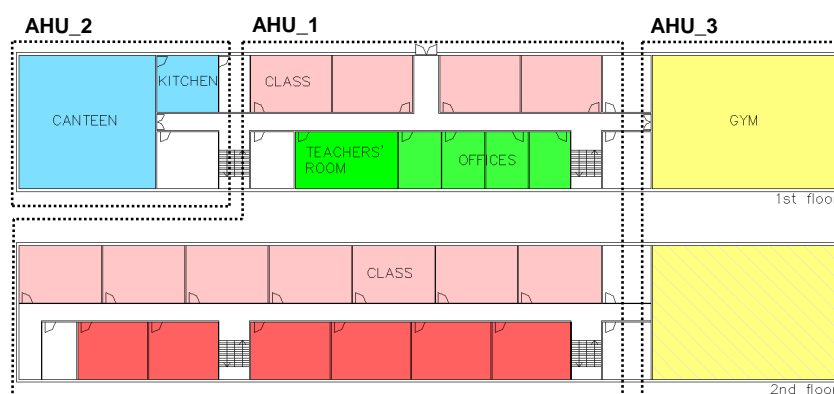 AHU_2
AHU_1
AHU_3
KITCHEN
CLASS
CANTEEN
GYM
TEACHERS'
ROOM
OFFICES
1st floor
CLASS
2nd floor